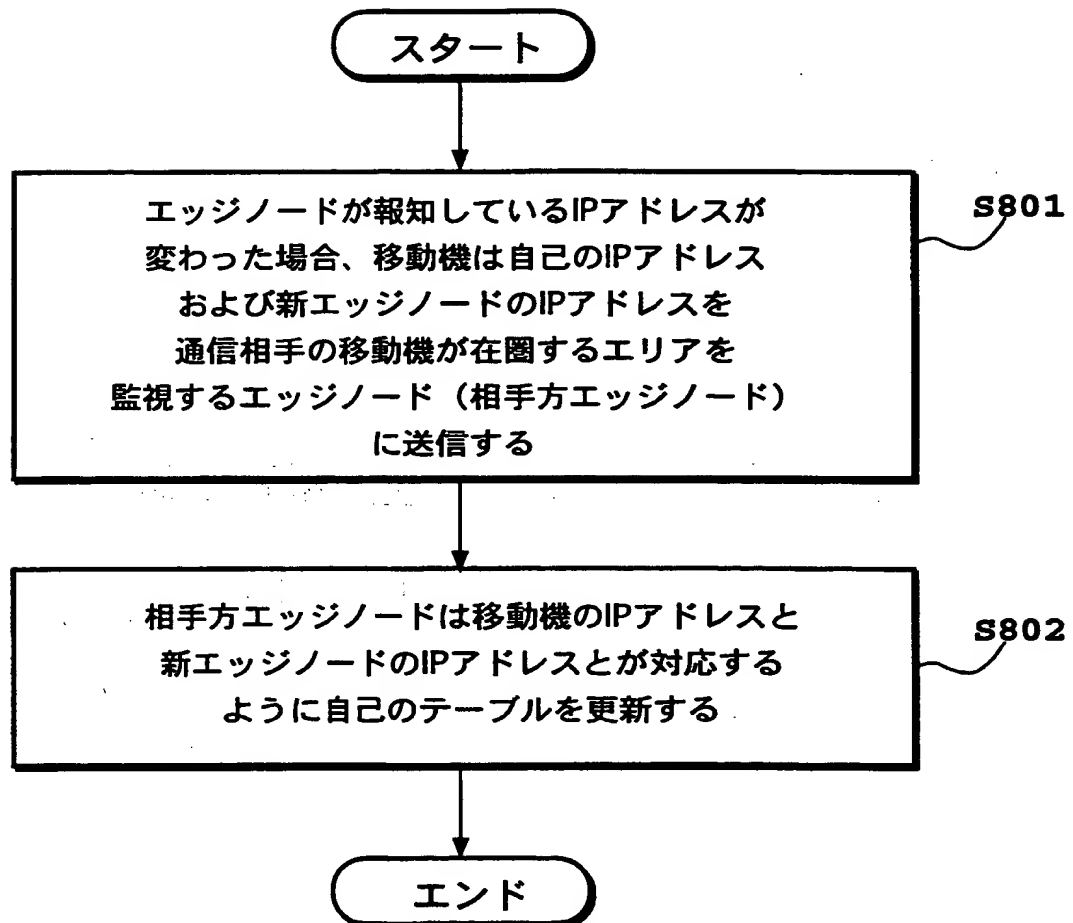 スタート
エッジノードが報知しているIPアドレスが
変わった場合、移動機は自己のIPアドレス
および新エッジノードのIPアドレスを
通信相手の移動機が在圏するエリアを
監視するエッジノード(相手方エッジノード)
に送信する
S801
相手方エッジノードは移動機のIPアドレスと
新エッジノードのIPアドレスとが対応する
ように自己のテーブルを更新する
S802
エンド